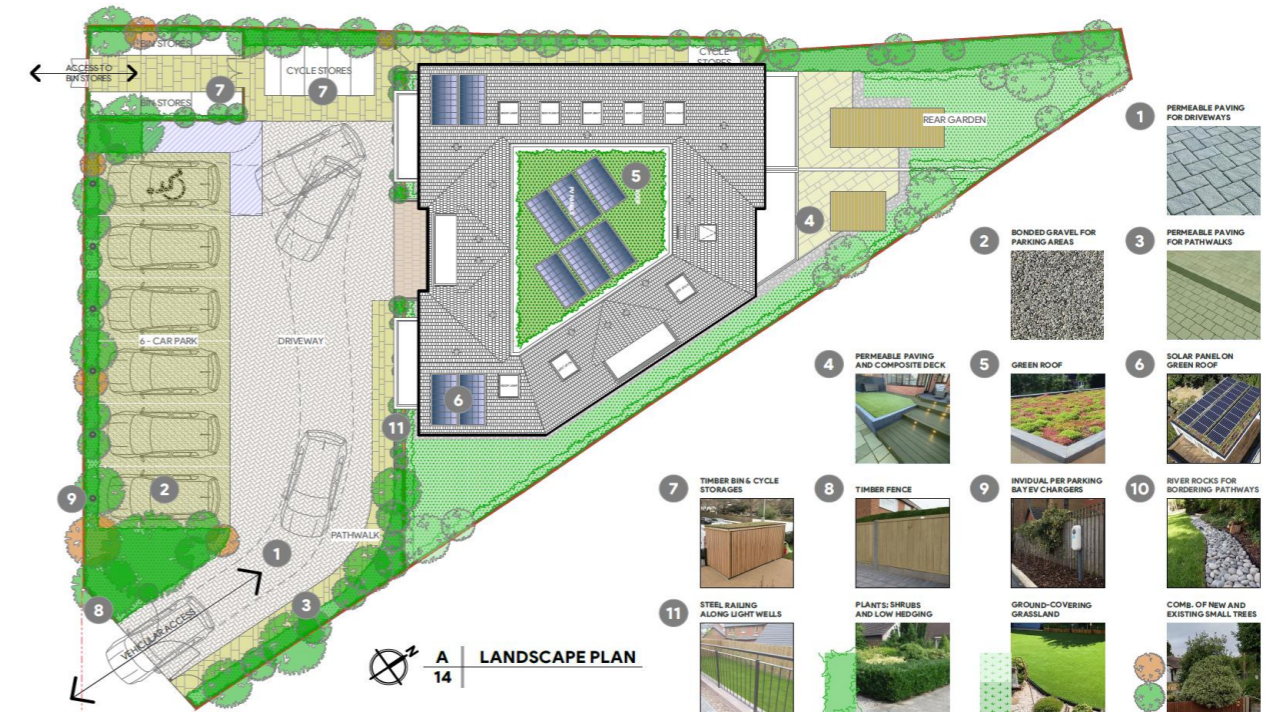 BIN STORES
ACCESS TO
BIN STORES
BIN STORES
7
CYCLE STORES
7
CYCLE
STORES
REAR GARDEN
5
4
6 - CAR PARK
DRIVEWAY
6
11
2
9
PATHWALK
1
8
3
VEHICULAR ACCESS
N
A
14
LANDSCAPE PLAN
1
PERMEABLE PAVING
FOR DRIVEWAYS
2
BONDED GRAVEL FOR
PARKING AREAS
3
PERMEABLE PAVING
FOR PATHWALKS
4
PERMEABLE PAVING
AND COMPOSITE DECK
5
GREEN ROOF
6
SOLAR PANEL ON
GREEN ROOF
7
TIMBER BIN & CYCLE
STORAGES
8
TIMBER FENCE
9
INVIDUAL PER PARKING
BAY EV CHARGERS
10
RIVER ROCKS FOR
BORDERING PATHWAYS
11
STEEL RAILING
ALONG LIGHT WELLS
PLANTS: SHRUBS
AND LOW HEDGING
GROUND-COVERING
GRASSLAND
COMB. OF NEW AND
EXISTING SMALL TREES